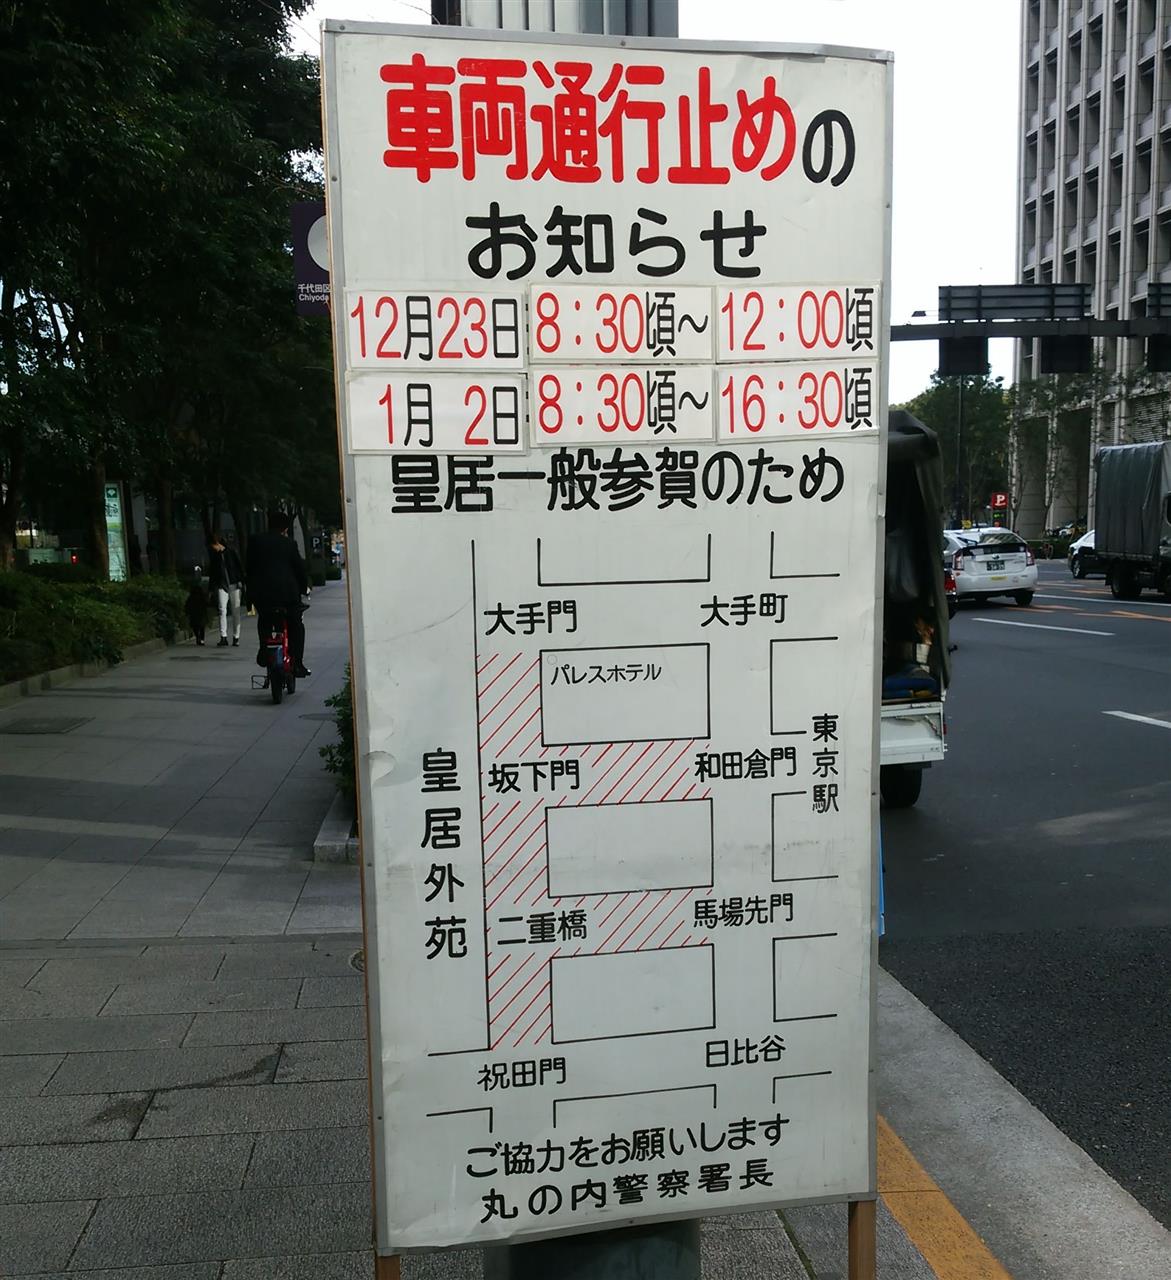 車両通行止めの
お知らせ
千代田区
Chiyoda
12月23日 8:30頃～12:00頃
1月 2日 8:30頃～16:30頃
皇居一般参賀のため
大手門 大手町
パレスホテル
東京駅
坂下門 和田倉門
皇居外苑
二重橋 馬場先門
祝田門 日比谷
ご協力をお願いします
丸の内警察署長
P
P